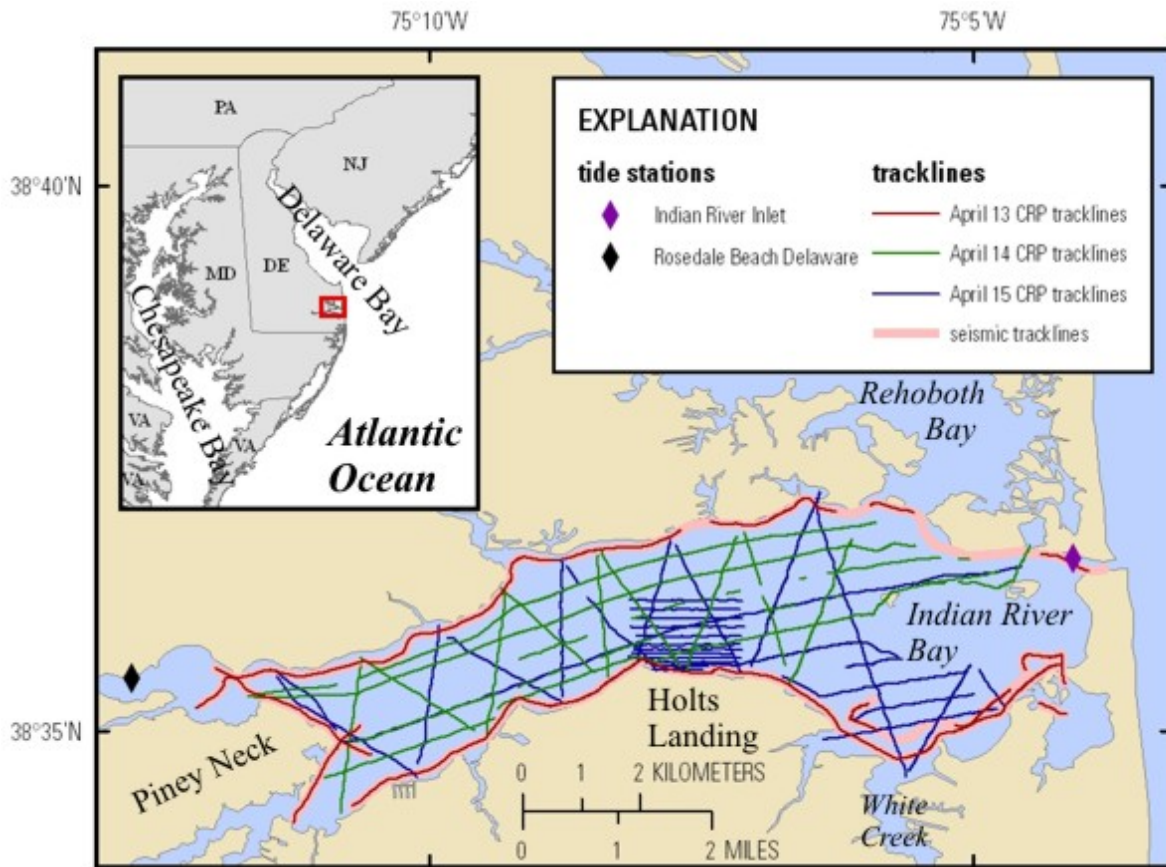 75°10'W
75°5'W
38°40'N
38°35'N
PA
NJ
MD
DE
VA
VA
VA
Delaware Bay
Chesapeake Bay
Atlantic
Ocean
EXPLANATION
tide stations
Indian River Inlet
Rosedale Beach Delaware
tracklines
April 13 CRP tracklines
April 14 CRP tracklines
April 15 CRP tracklines
seismic tracklines
Rehoboth
Bay
Indian River
Bay
Holts
Landing
Piney Neck
White
Creek
0 1 2 KILOMETERS
0 1 2 MILES